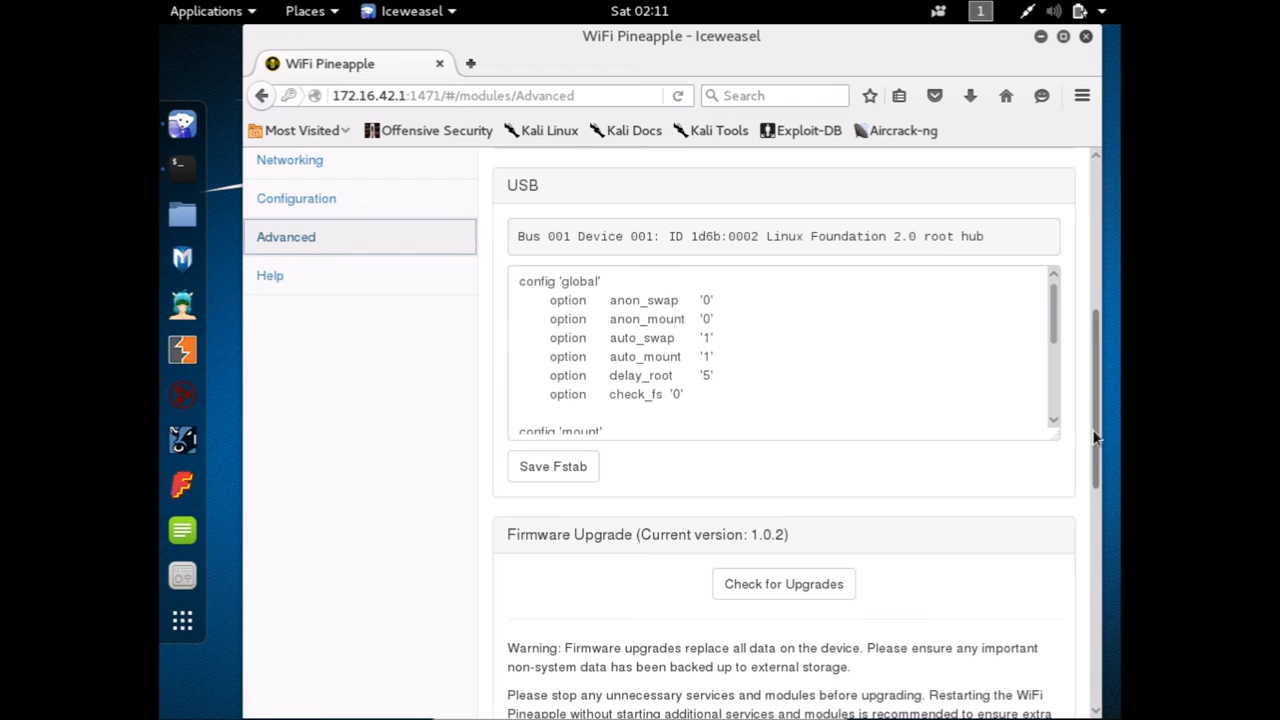 Applications Places Iceweasel Sat 02:11 1
WiFi Pineapple - Iceweasel
WiFi Pineapple
172.16.42.1:1471/#/modules/Advanced Search
Most Visited Offensive Security Kali Linux Kali Docs Kali Tools Exploit-DB Aircrack-ng
Networking
Configuration
Advanced
Help
USB
Bus 001 Device 001: ID 1d6b:0002 Linux Foundation 2.0 root hub
config 'global'
option anon_swap '0'
option anon_mount '0'
option auto_swap '1'
option auto_mount '1'
option delay_root '5'
option check_fs '0'
config 'mount'
Save Fstab
Firmware Upgrade (Current version: 1.0.2)
Check for Upgrades
Warning: Firmware upgrades replace all data on the device. Please ensure any important
non-system data has been backed up to external storage.
Please stop any unnecessary services and modules before upgrading. Restarting the WiFi
Pineapple without starting additional services and modules is recommended to ensure extra